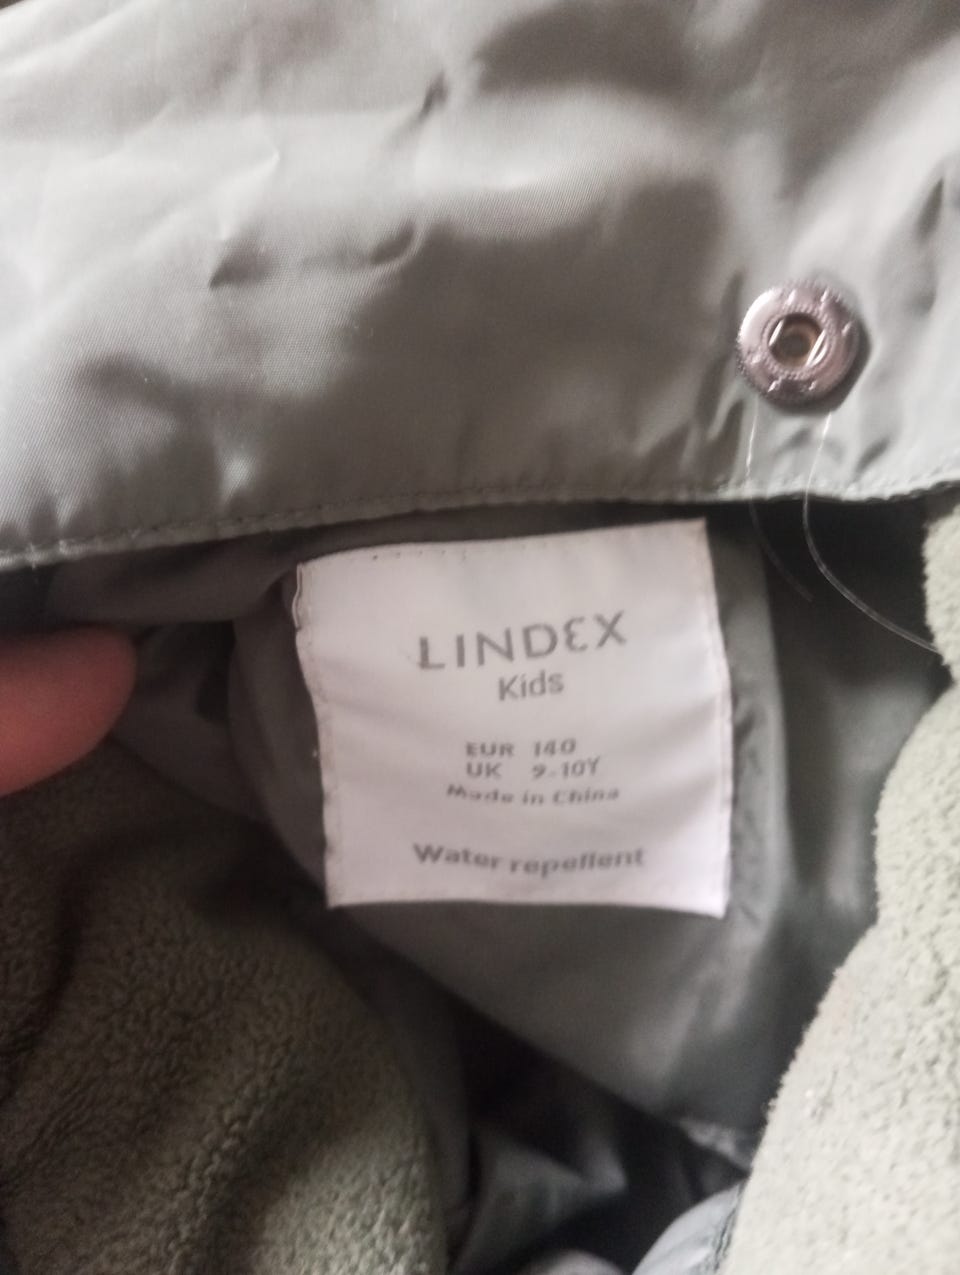 LINDEX
Kids
EUR 140
UK 9-10Y
Made in China
Water repellent